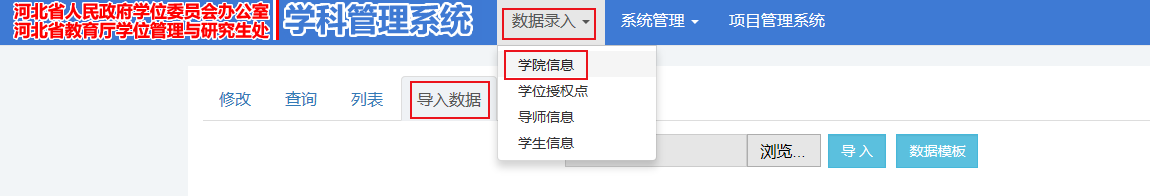 河北省人民政府学位委员会办公室
河北省教育厅学位管理与研究生处
学科管理系统
数据录入
系统管理
项目管理系统
学院信息
学位授权点
导师信息
学生信息
修改
查询
列表
导入数据
浏览...
导 入
数据模板